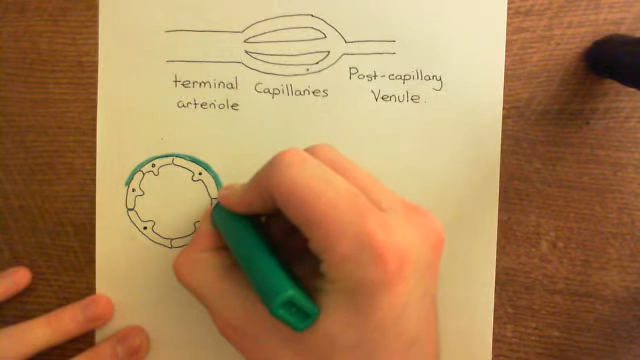 terminal
arteriole
Capillaries
Post-capillary
Venule.